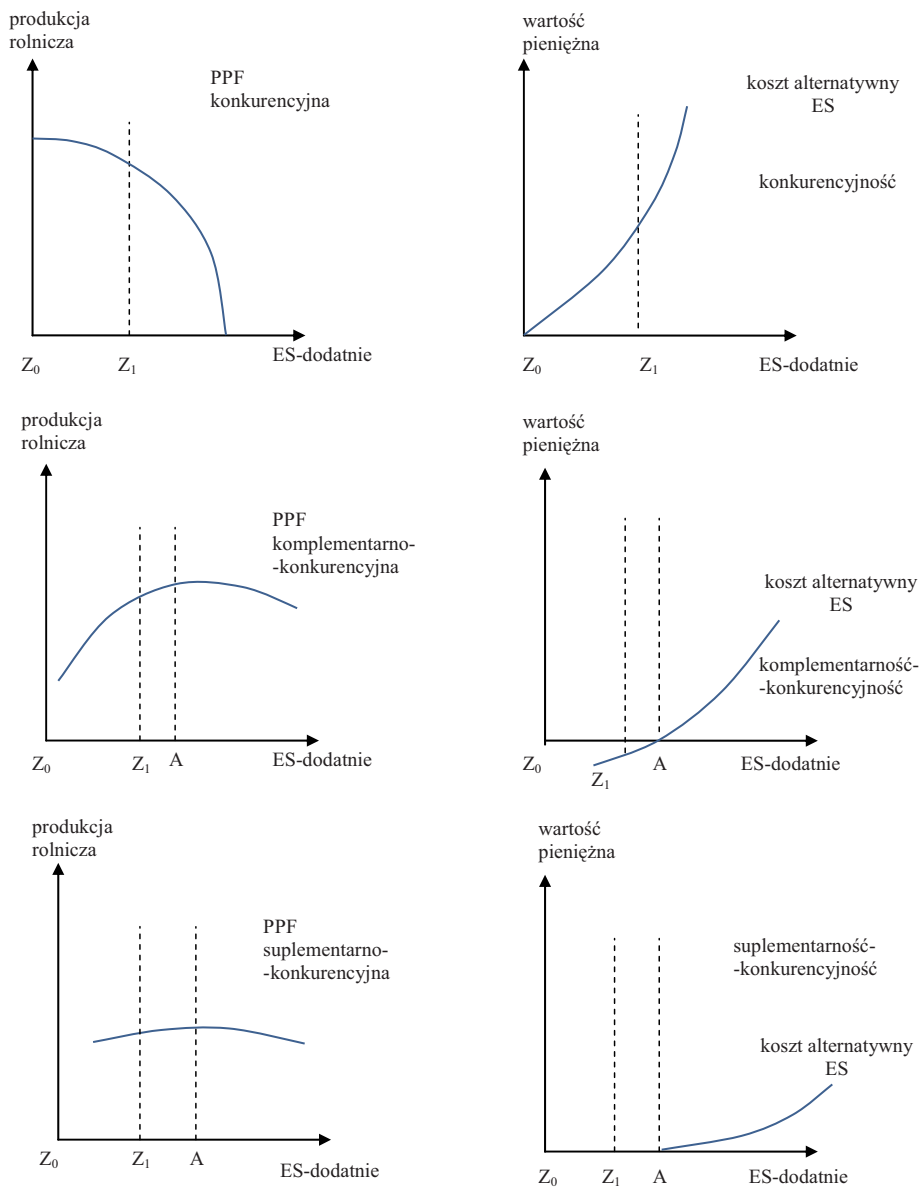 produkcja
rolnicza
PPF
konkurencyjna
Z0
Z1
ES-dodatnie
wartość
pieniężna
koszt alternatywny
ES
konkurencyjność
Z0
Z1
ES-dodatnie
produkcja
rolnicza
PPF
komplementarno-
-konkurencyjna
Z0
Z1
A
ES-dodatnie
wartość
pieniężna
koszt alternatywny
ES
komplementarność-
-konkurencyjność
Z0
Z1
A
ES-dodatnie
produkcja
rolnicza
PPF
suplementarno-
-konkurencyjna
Z0
Z1
A
ES-dodatnie
wartość
pieniężna
suplementarność-
-konkurencyjność
koszt alternatywny
ES
Z0
Z1
A
ES-dodatnie